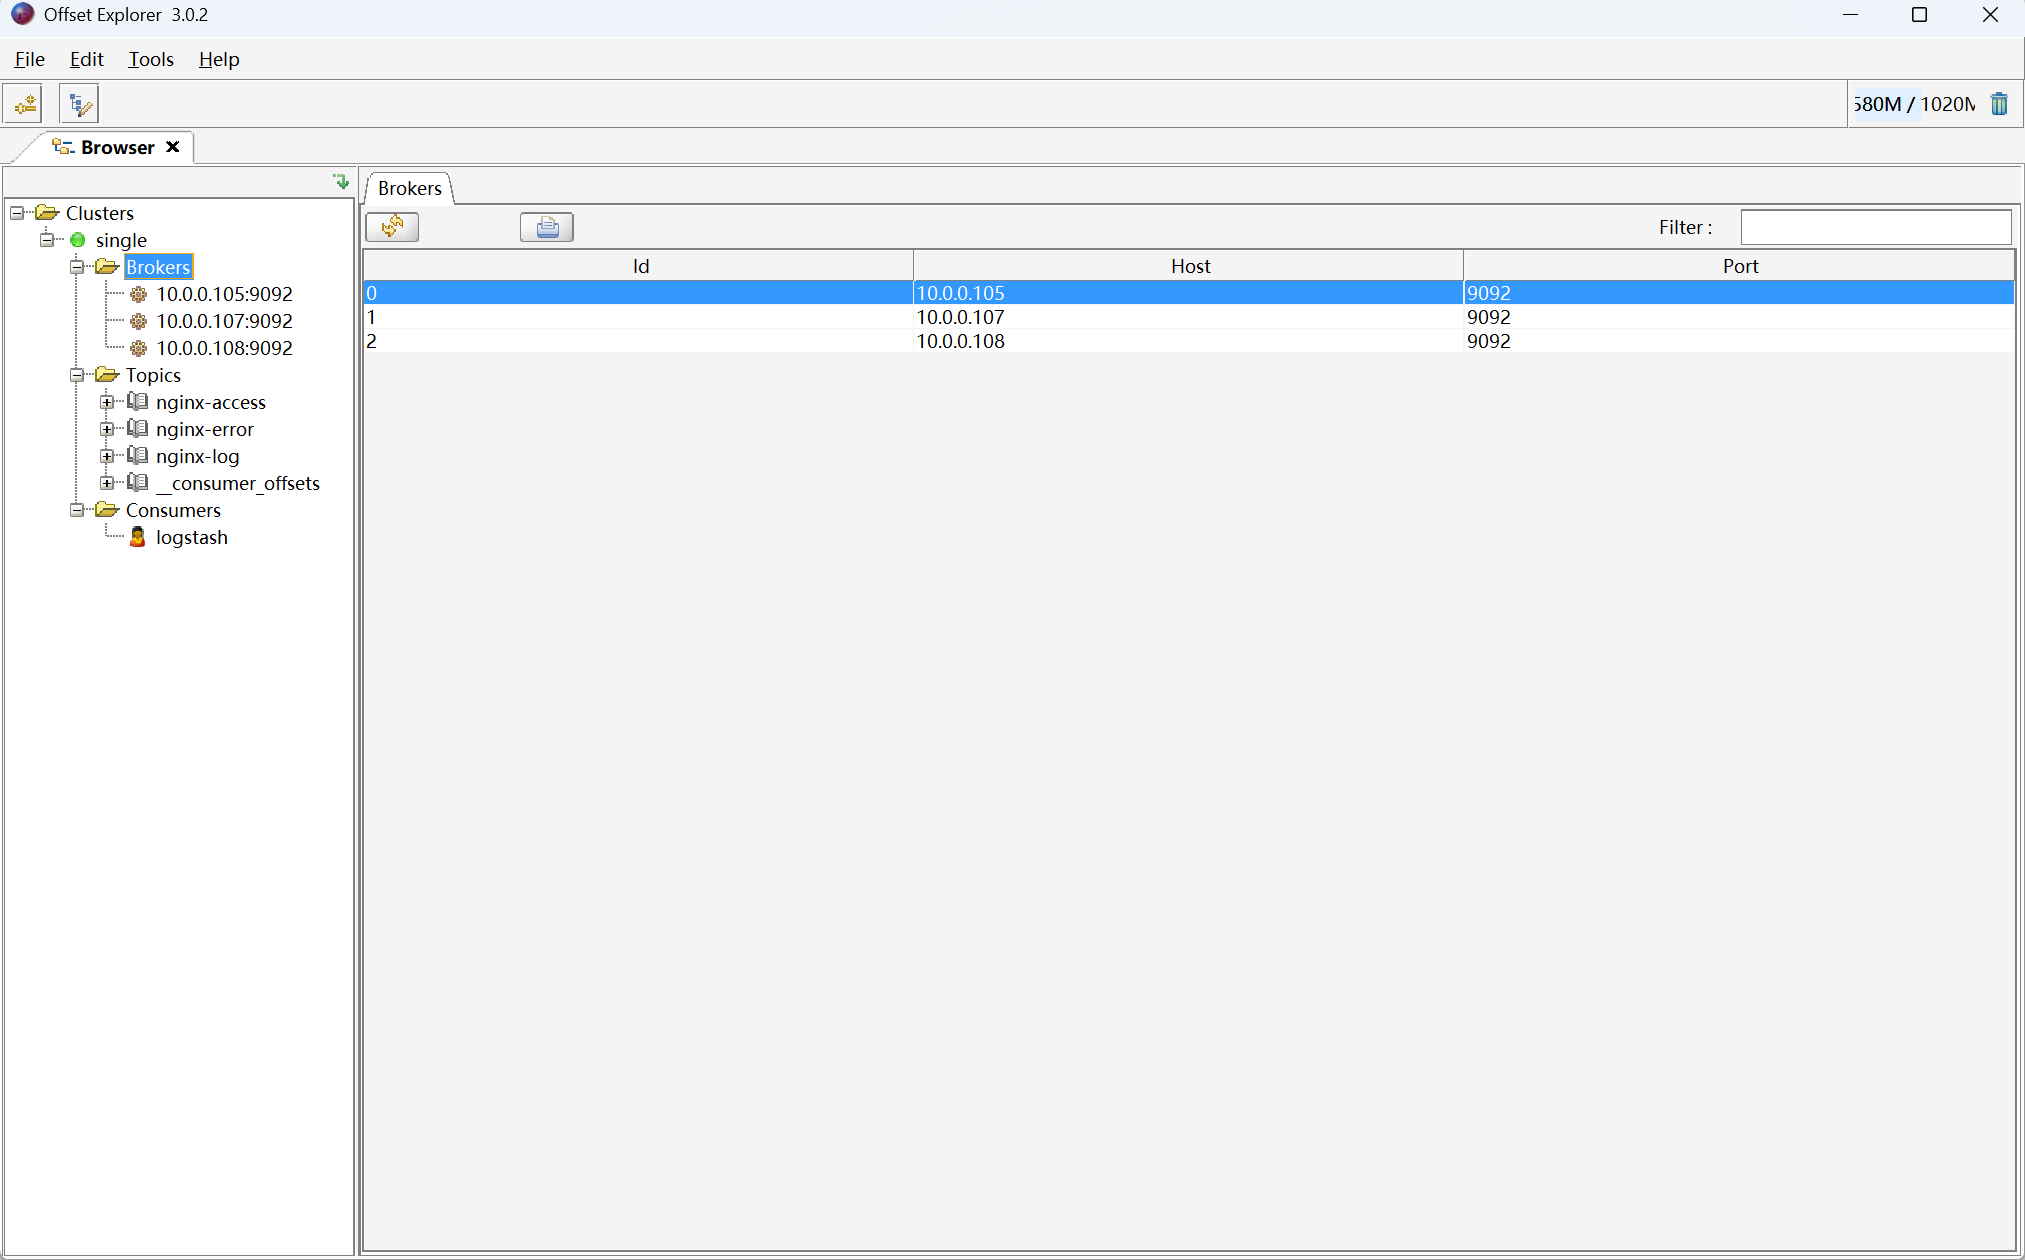 Offset Explorer 3.0.2
File Edit Tools Help
580M / 1020M
Browser
Brokers
Clusters
single
Brokers
10.0.0.105:9092
10.0.0.107:9092
10.0.0.108:9092
Topics
nginx-access
nginx-error
nginx-log
__consumer_offsets
Consumers
logstash
Filter :
Id Host Port
0 10.0.0.105 9092
1 10.0.0.107 9092
2 10.0.0.108 9092